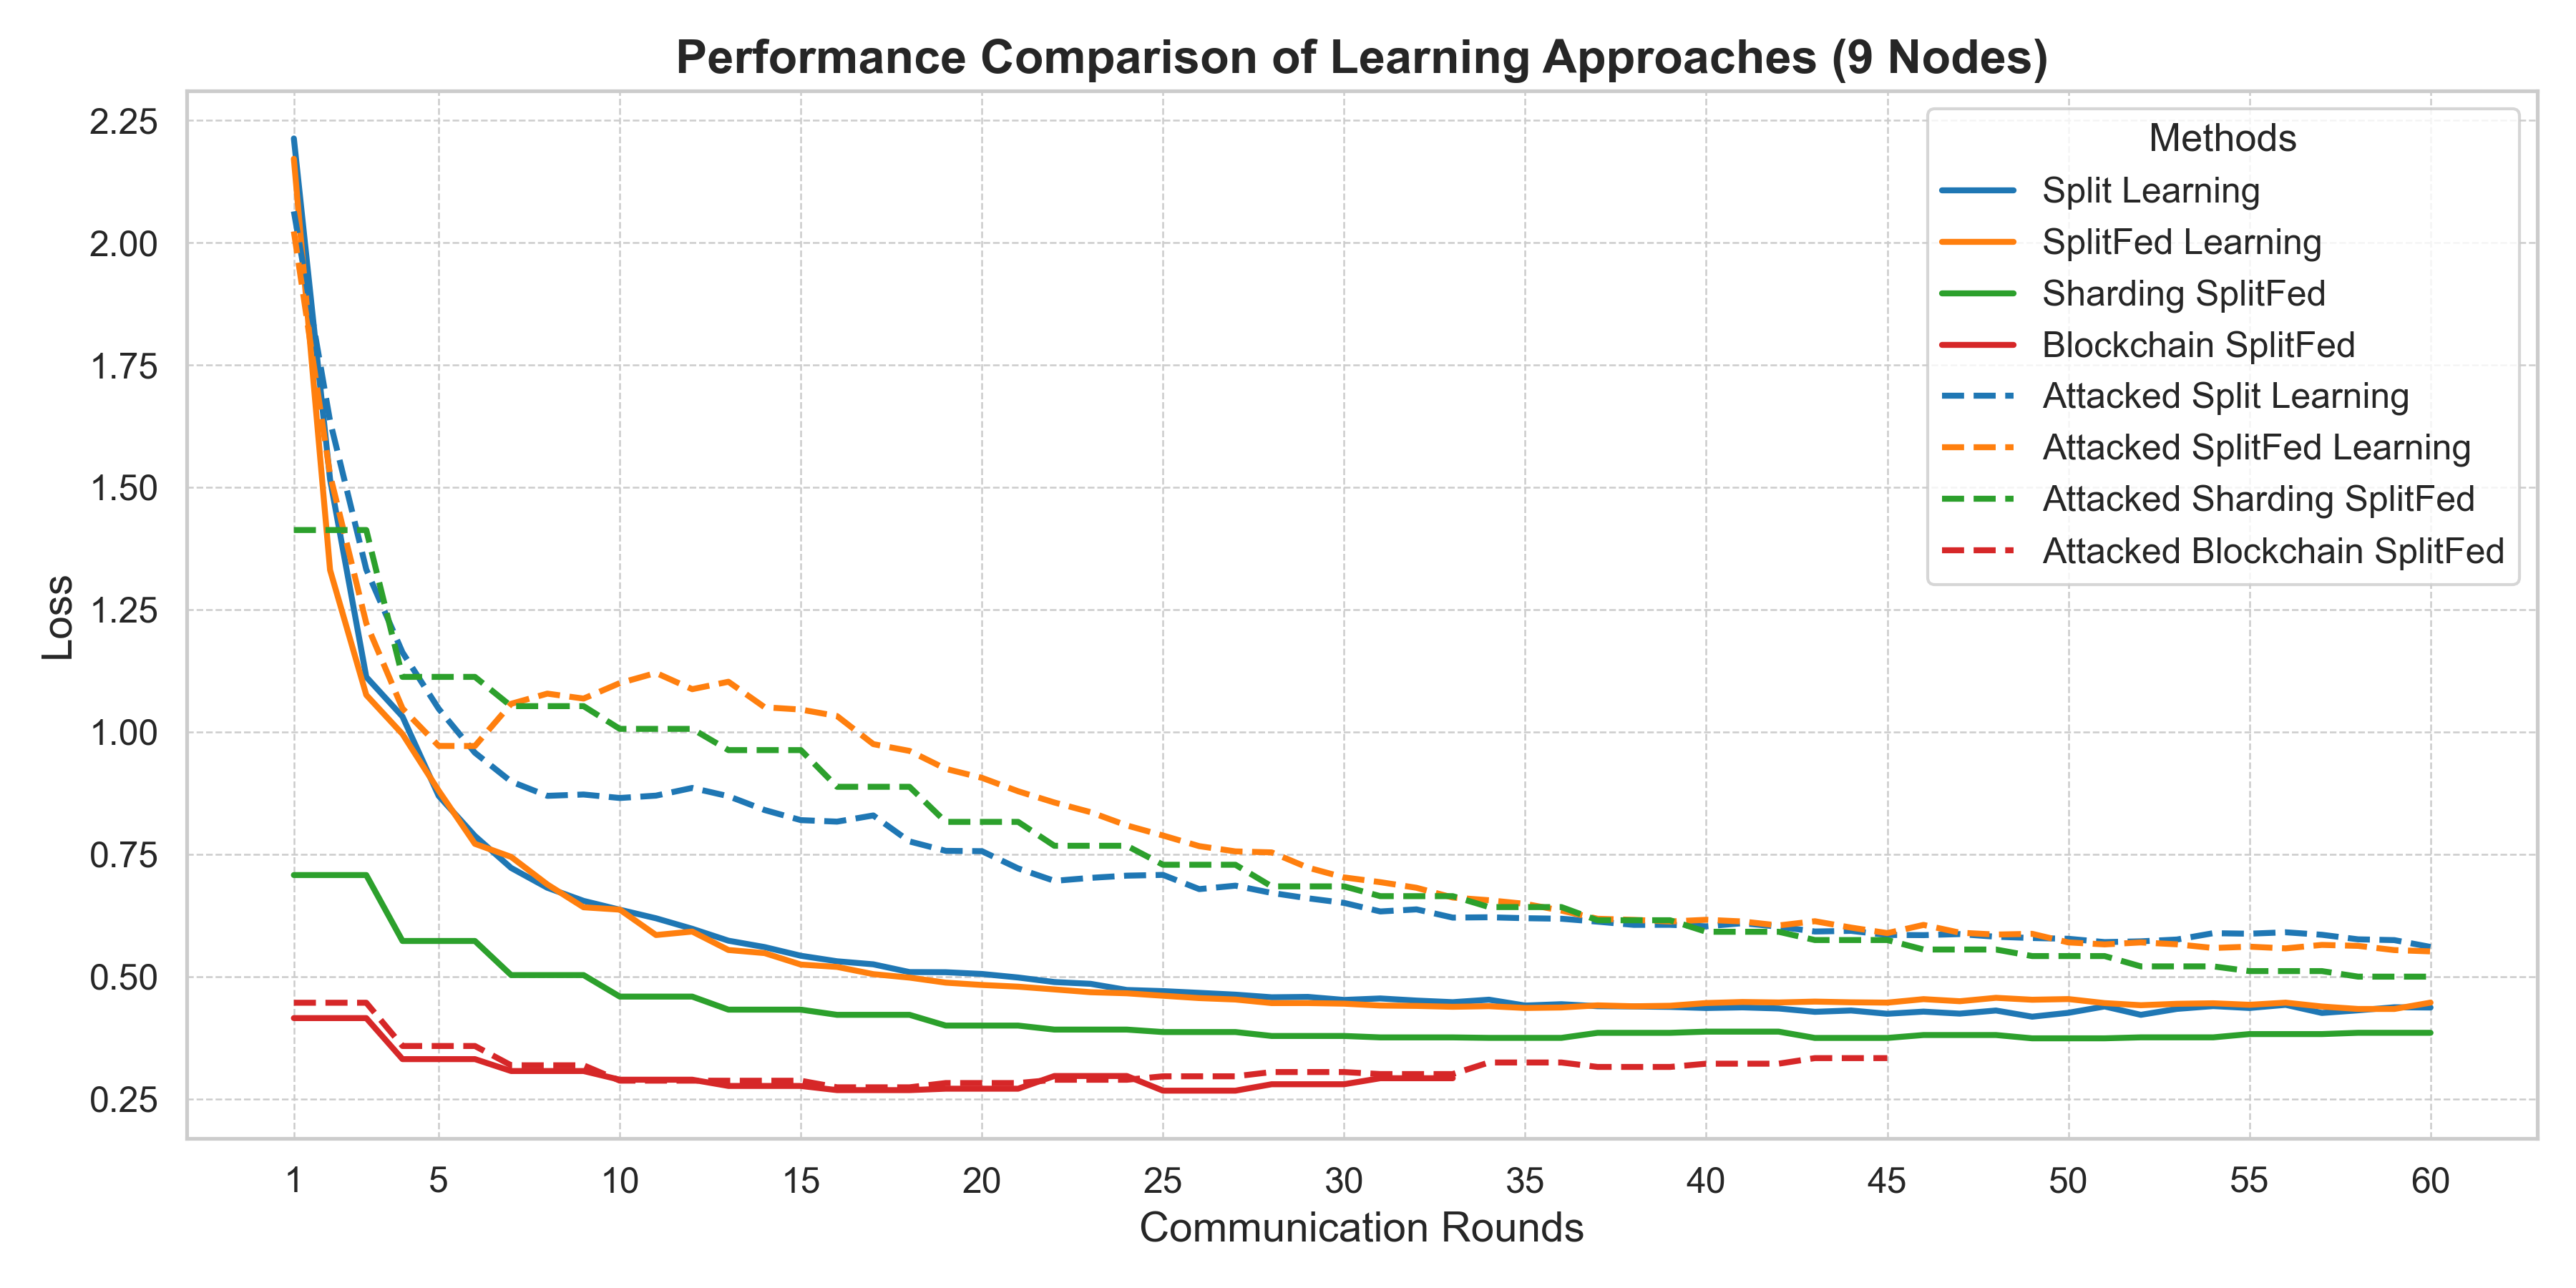 Performance Comparison of Learning Approaches (9 Nodes)
2.25
2.00
1.75
1.50
1.25
1.00
0.75
0.50
0.25
Loss
Methods
Split Learning
SplitFed Learning
Sharding SplitFed
Blockchain SplitFed
Attacked Split Learning
Attacked SplitFed Learning
Attacked Sharding SplitFed
Attacked Blockchain SplitFed
1 5 10 15 20 25 30 35 40 45 50 55 60
Communication Rounds